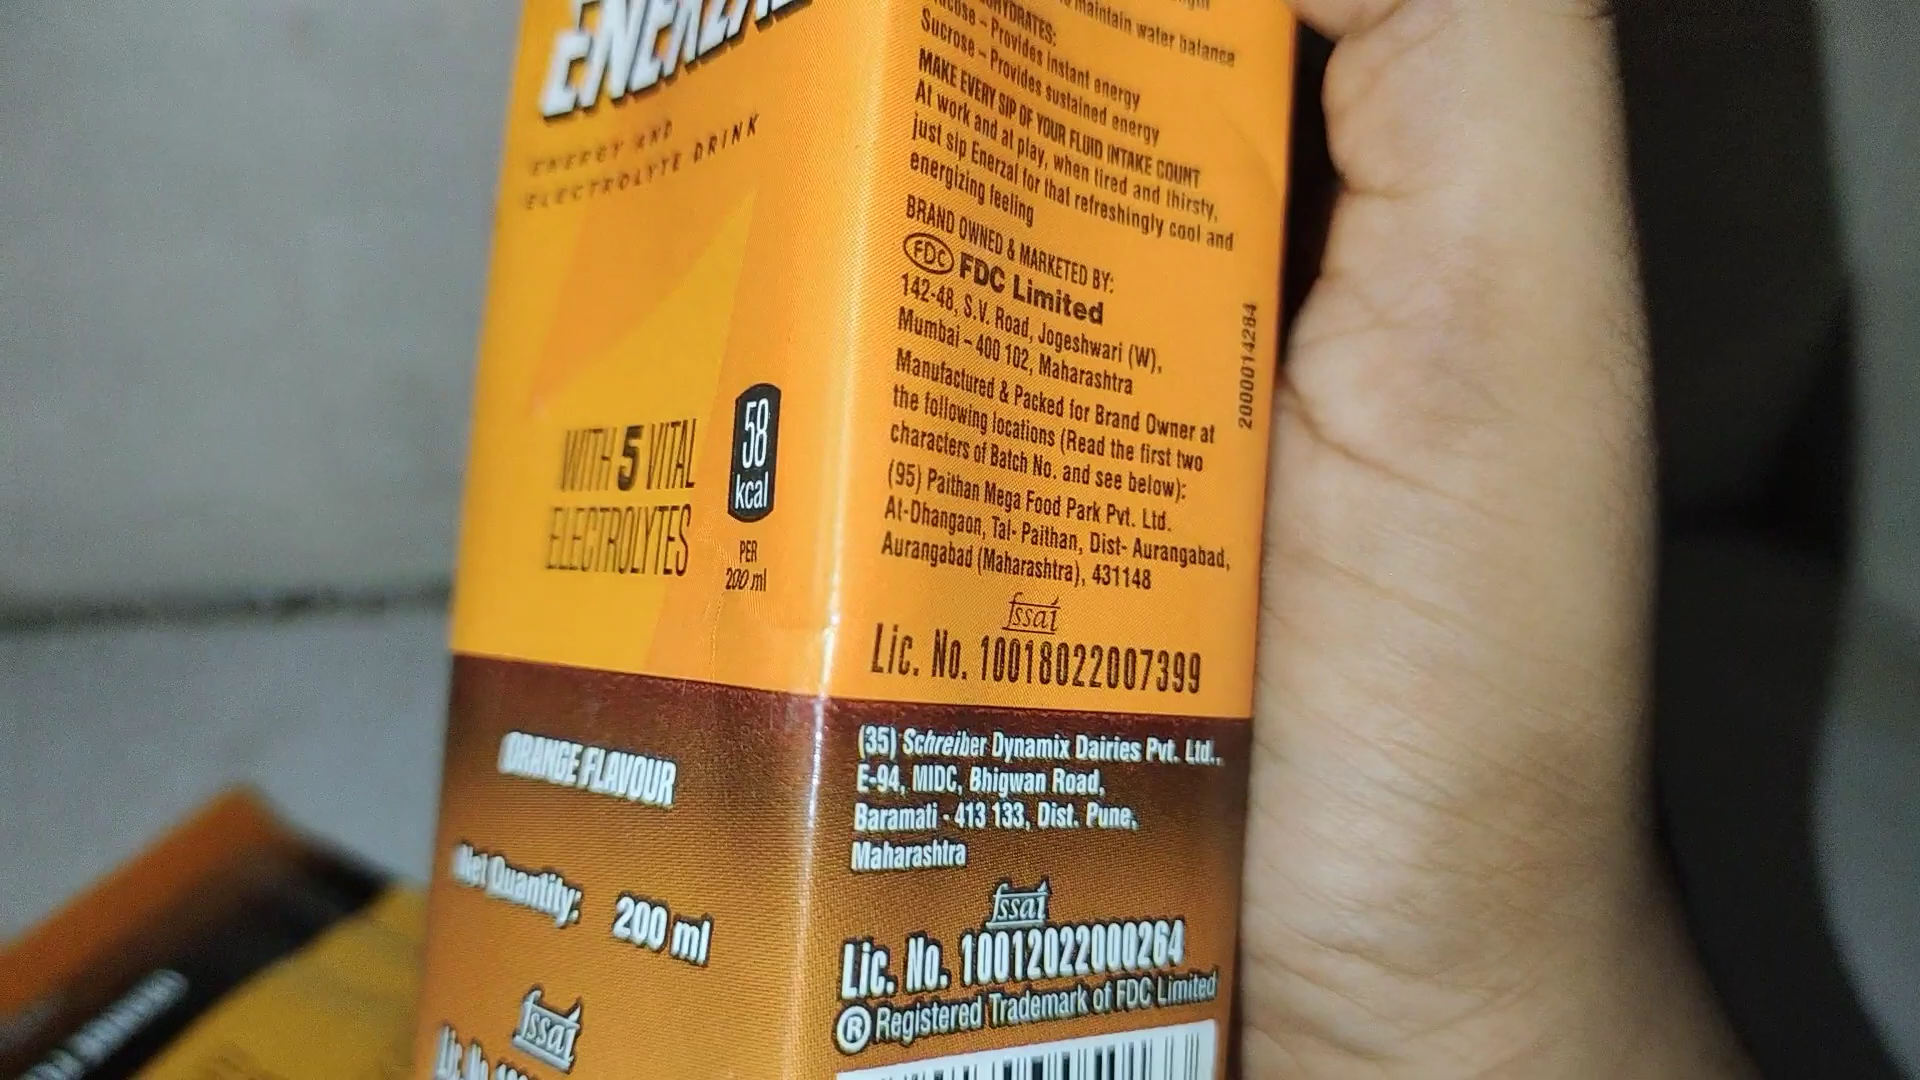 ENERZAL
ENERGY AND
ELECTROLYTE DRINK
WITH 5 VITAL
ELECTROLYTES
58
kcal
PER
200 ml
ORANGE FLAVOUR
Net Quantity: 200 ml
fssai
Lic. No.
maintain water balance
Provides instant energy
Sucrose – Provides sustained energy
MAKE EVERY SIP OF YOUR FLUID INTAKE COUNT
At work and at play, when tired and thirsty,
just sip Enerzal for that refreshingly cool and
energizing feeling
BRAND OWNED & MARKETED BY:
FDC FDC Limited
142-48, S.V. Road, Jogeshwari (W),
Mumbai – 400 102, Maharashtra
Manufactured & Packed for Brand Owner at
the following locations (Read the first two
characters of Batch No. and see below):
(95) Paithan Mega Food Park Pvt. Ltd.
At-Dhangaon, Tal- Paithan, Dist- Aurangabad,
Aurangabad (Maharashtra), 431148
fssai
Lic. No. 10018022007399
(35) Schreiber Dynamix Dairies Pvt. Ltd.,
E-94, MIDC, Bhigwan Road,
Baramati - 413 133, Dist. Pune,
Maharashtra
fssai
Lic. No. 10012022000264
® Registered Trademark of FDC Limited
2000014284